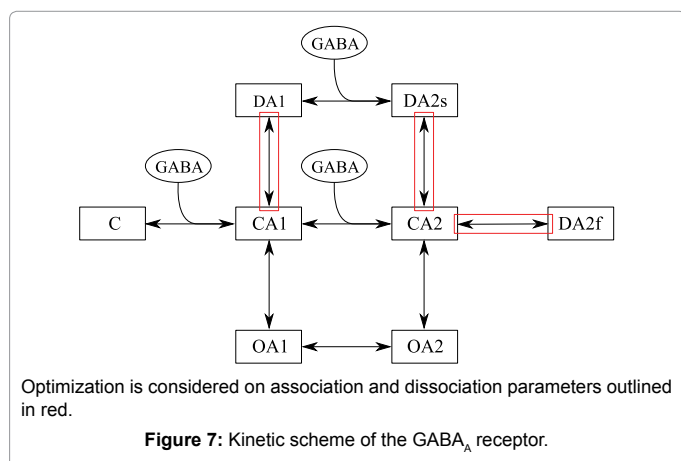 GABA
DA1
DA2s
GABA
GABA
C
CA1
CA2
DA2f
OA1
OA2
Optimization is considered on association and dissociation parameters outlined
in red.
Figure 7: Kinetic scheme of the GABA_A receptor.